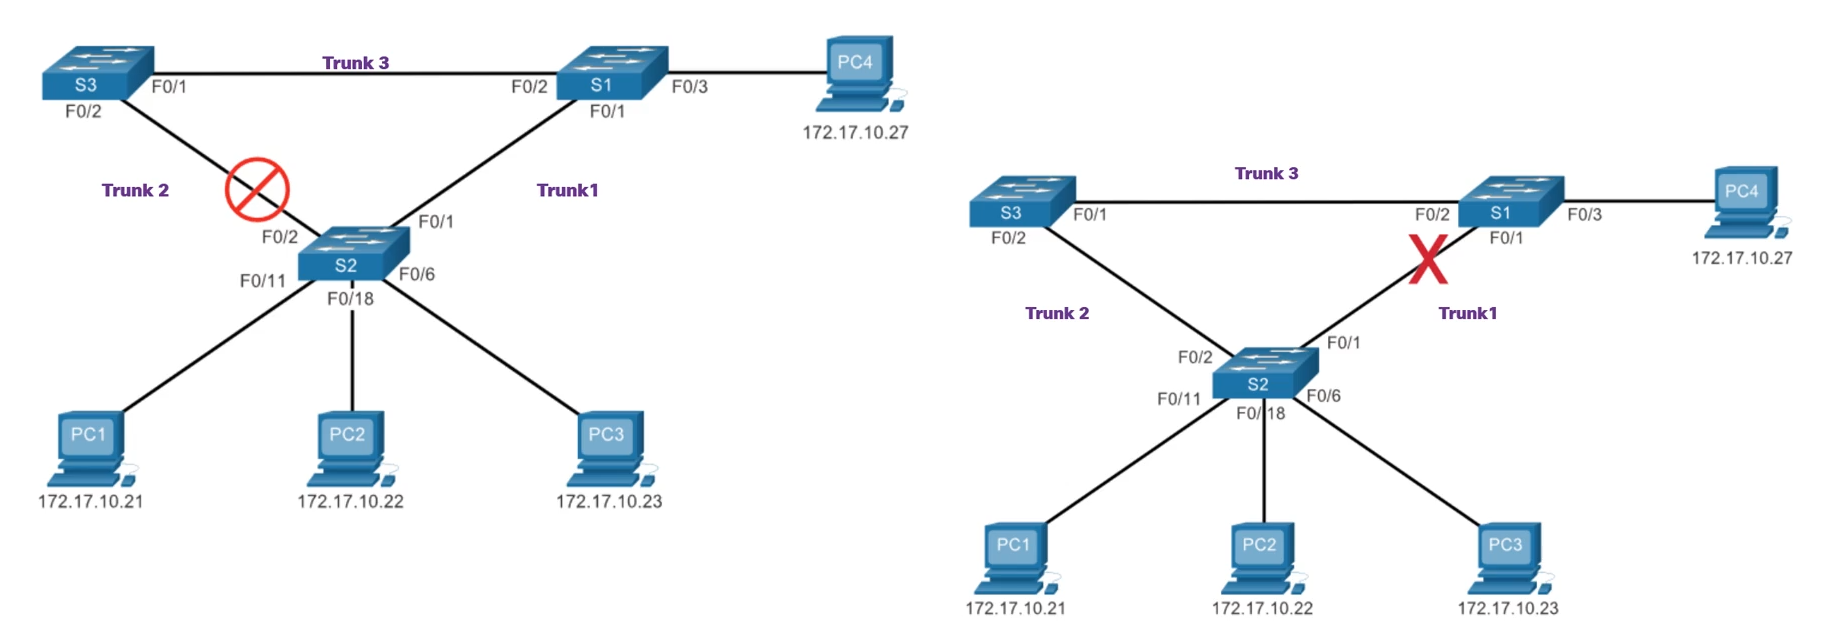 Trunk 3
PC4
S3
F0/1
F0/2
S1
F0/3
F0/2
F0/1
172.17.10.27
Trunk 2
Trunk1
F0/2
F0/1
S2
F0/11
F0/6
F0/18
PC1
PC2
PC3
172.17.10.21
172.17.10.22
172.17.10.23
Trunk 3
PC4
S3
F0/1
F0/2
S1
F0/3
F0/2
F0/1
172.17.10.27
X
Trunk 2
Trunk1
F0/2
F0/1
S2
F0/11
F0/6
F0/18
PC1
PC2
PC3
172.17.10.21
172.17.10.22
172.17.10.23